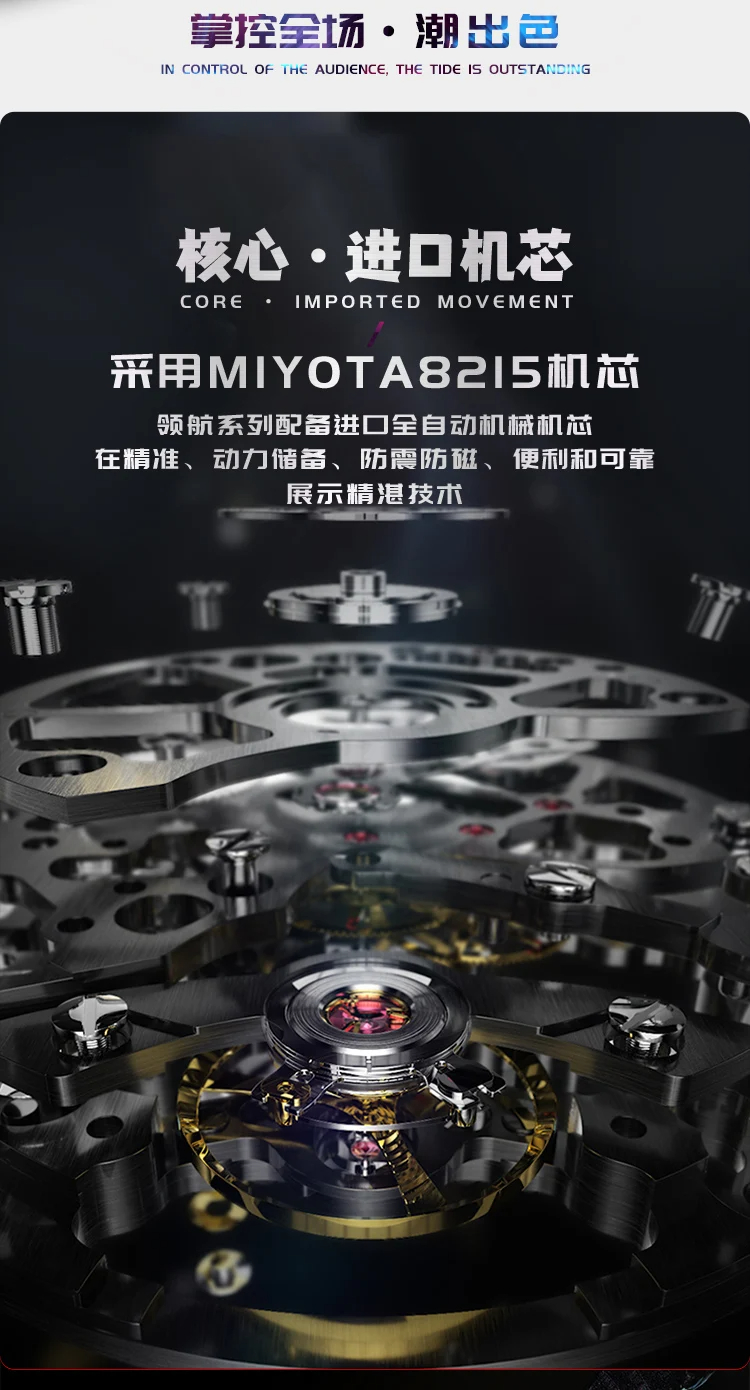 掌控全场·潮出色
IN CONTROL OF THE AUDIENCE, THE TIDE IS OUTSTANDING
核心·进口机芯
CORE · IMPORTED MOVEMENT
采用MIYOTA8215机芯
领航系列配备进口全自动机械机芯
在精准、动力储备、防震防磁、便利和可靠
展示精湛技术